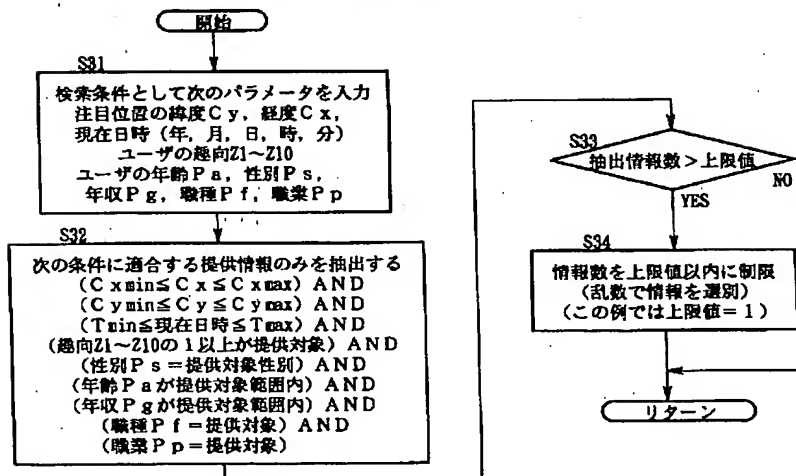 開始
S31
検索条件として次のパラメータを入力
注目位置の緯度Cy，経度Cx，
現在日時（年，月，日，時，分）
ユーザの趣向Z1～Z10
ユーザの年齢Pa，性別Ps，
年収Pg，職種Pf，職業Pp
S32
次の条件に適合する提供情報のみを抽出する
（Cxmin≦Cx≦Cxmax）AND
（Cymin≦Cy≦Cymax）AND
（Tmin≦現在日時≦Tmax）AND
（趣向Z1～Z10の1以上が提供対象）AND
（性別Ps＝提供対象性別）AND
（年齢Paが提供対象範囲内）AND
（年収Pgが提供対象範囲内）AND
（職種Pf＝提供対象）AND
（職業Pp＝提供対象）
S33
抽出情報数＞上限値
NO
YES
S34
情報数を上限値以内に制限
（乱数で情報を選別）
（この例では上限値＝1）
リターン